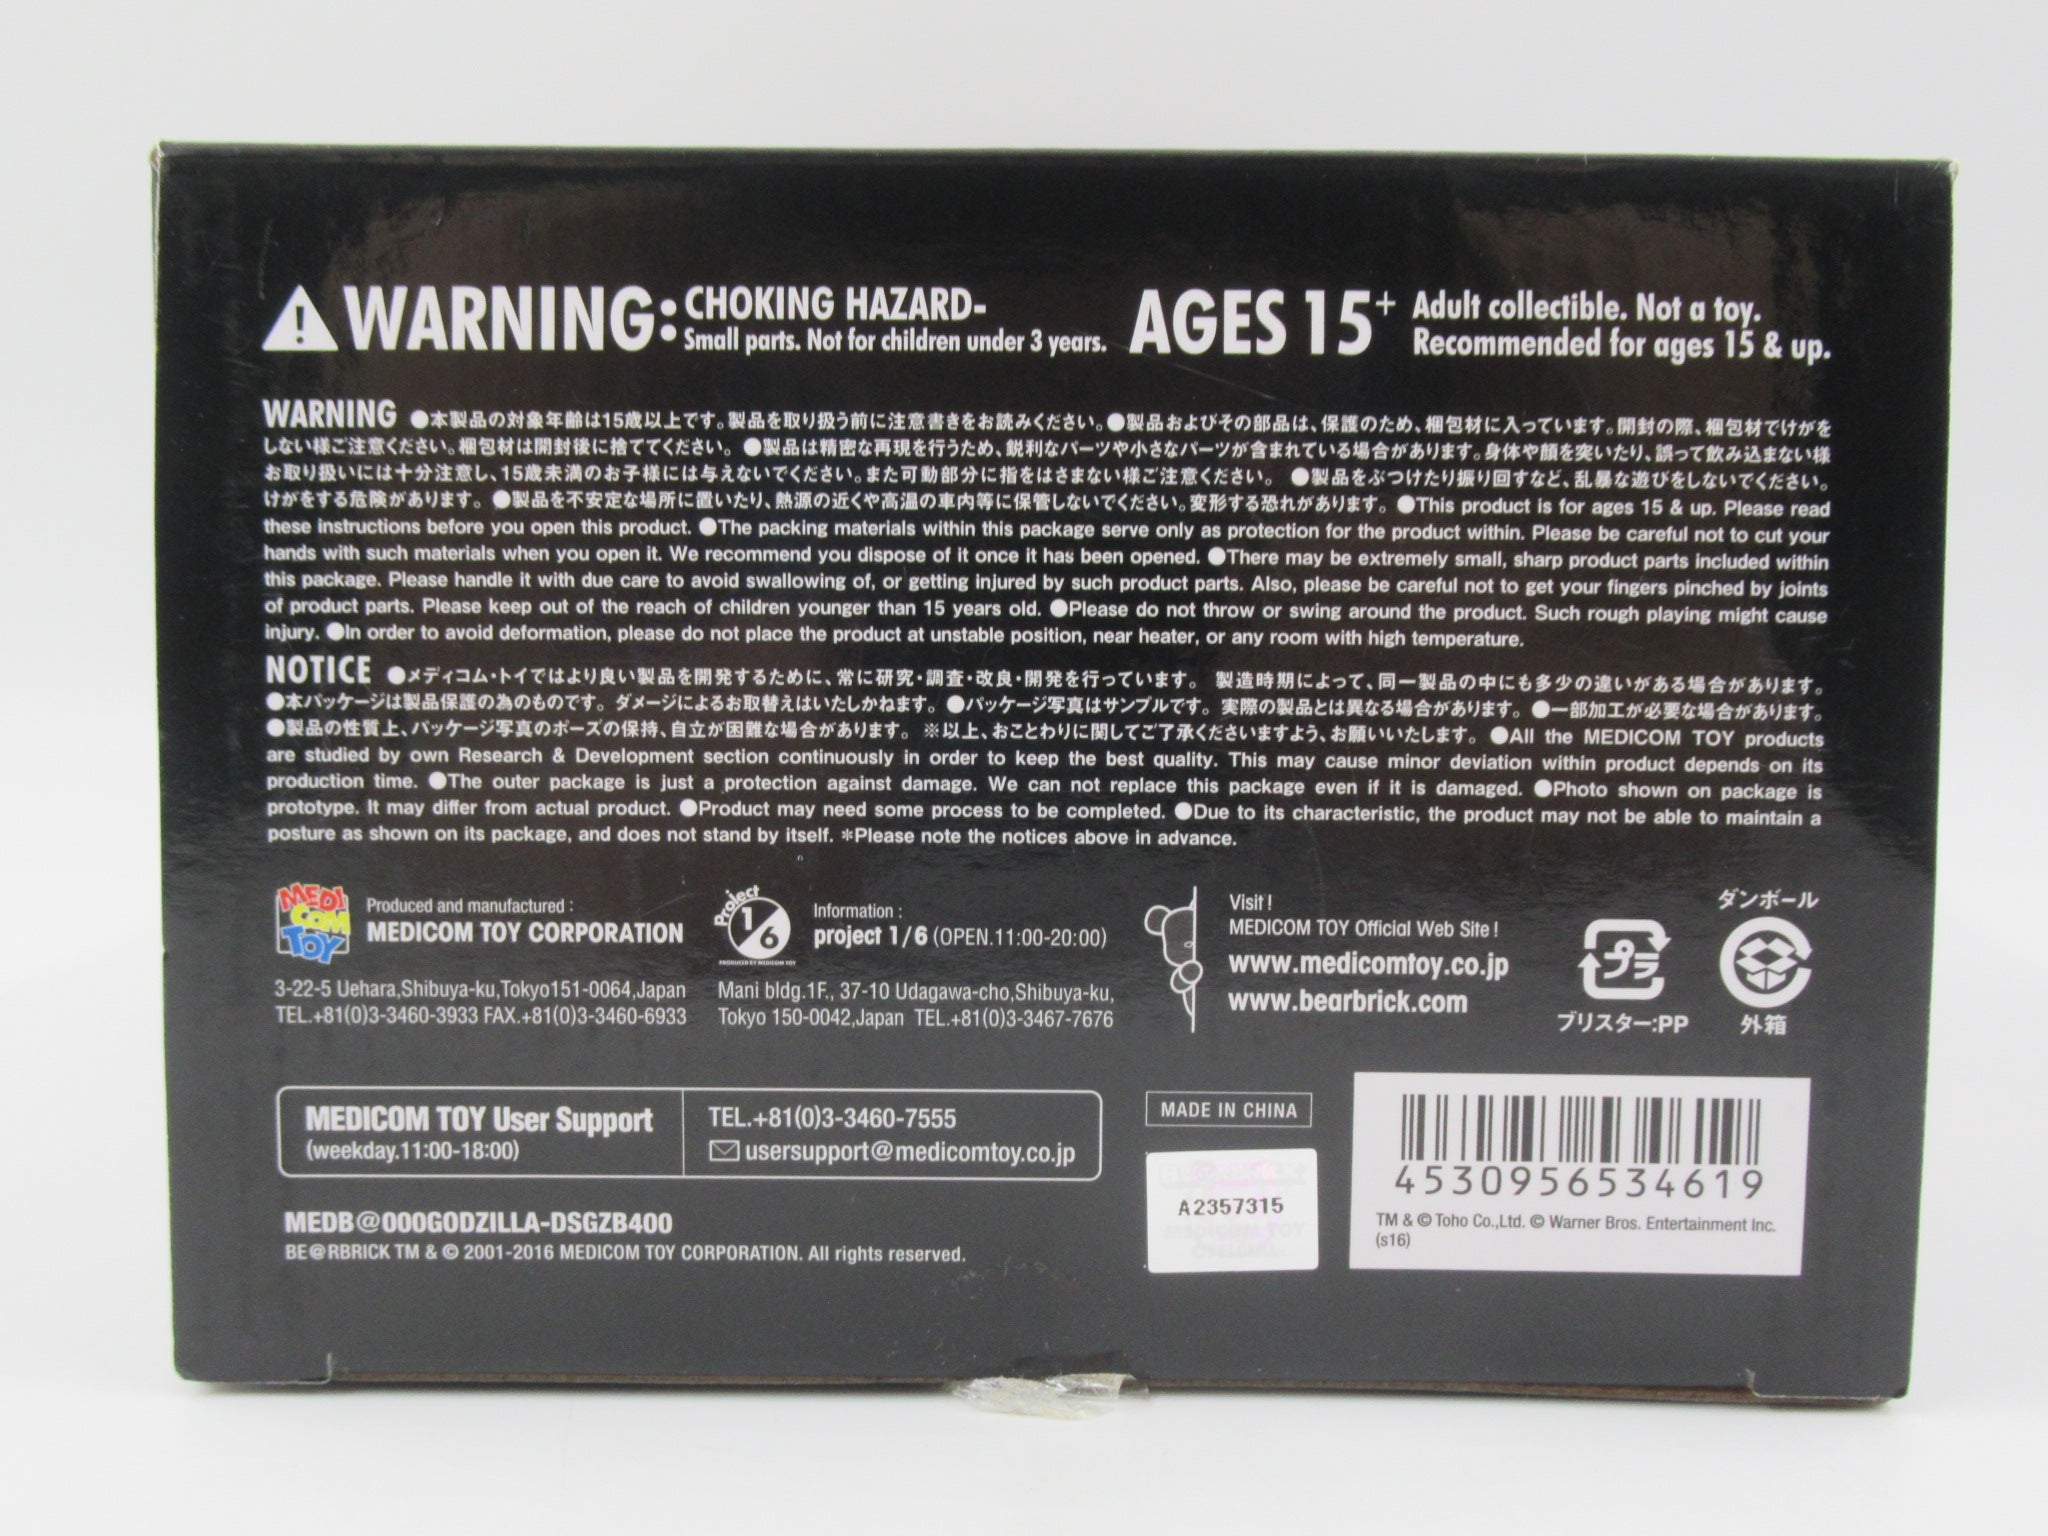 WARNING: CHOKING HAZARD-
Small parts. Not for children under 3 years.
AGES 15+ Adult collectible. Not a toy.
Recommended for ages 15 & up.
WARNING ●本製品の対象年齢は15歳以上です。製品を取り扱う前に注意書きをお読みください。●製品およびその部品は、保護のため、梱包材に入っています。開封の際、梱包材でけがを
しない様ご注意ください。梱包材は開封後に捨ててください。 ●製品は精密な再現を行うため、鋭利なパーツや小さなパーツが含まれている場合があります。身体や顔を突いたり、誤って飲み込まない様
お取り扱いには十分注意し、15歳未満のお子様には与えないでください。また可動部分に指をはさまない様ご注意ください。 ●製品をぶつけたり振り回すなど、乱暴な遊びをしないでください。
けがをする危険があります。 ●製品を不安定な場所に置いたり、熱源の近くや高温の車内等に保管しないでください。変形する恐れがあります。 ●This product is for ages 15 & up. Please read
these instructions before you open this product. ●The packing materials within this package serve only as protection for the product within. Please be careful not to cut your
hands with such materials when you open it. We recommend you dispose of it once it has been opened. ●There may be extremely small, sharp product parts included within
this package. Please handle it with due care to avoid swallowing of, or getting injured by such product parts. Also, please be careful not to get your fingers pinched by joints
of product parts. Please keep out of the reach of children younger than 15 years old. ●Please do not throw or swing around the product. Such rough playing might cause
injury. ●In order to avoid deformation, please do not place the product at unstable position, near heater, or any room with high temperature.
NOTICE ●メディコム・トイではより良い製品を開発するために、常に研究・調査・改良・開発を行っています。 製造時期によって、同一製品の中にも多少の違いがある場合があります。
●本パッケージは製品保護の為のものです。ダメージによるお取替えはいたしかねます。 ●パッケージ写真はサンプルです。実際の製品とは異なる場合があります。 ●一部加工が必要な場合があります。
●製品の性質上、パッケージ写真のポーズの保持、自立が困難な場合があります。 ※以上、おことわりに関してご了承くださいますよう、お願いいたします。 ●All the MEDICOM TOY products
are studied by own Research & Development section continuously in order to keep the best quality. This may cause minor deviation within product depends on its
production time. ●The outer package is just a protection against damage. We can not replace this package even if it is damaged. ●Photo shown on package is
prototype. It may differ from actual product. ●Product may need some process to be completed. ●Due to its characteristic, the product may not be able to maintain a
posture as shown on its package, and does not stand by itself. *Please note the notices above in advance.
MEDI
COM
TOY
Produced and manufactured :
MEDICOM TOY CORPORATION
3-22-5 Uehara,Shibuya-ku,Tokyo151-0064,Japan
TEL.+81(0)3-3460-3933 FAX.+81(0)3-3460-6933
Project
1/6
PRODUCED BY MEDICOM TOY
Information :
project 1/6 (OPEN.11:00-20:00)
Mani bldg.1F., 37-10 Udagawa-cho,Shibuya-ku,
Tokyo 150-0042,Japan TEL.+81(0)3-3467-7676
Visit !
MEDICOM TOY Official Web Site !
www.medicomtoy.co.jp
www.bearbrick.com
プラ
ブリスター:PP
ダンボール
外箱
MEDICOM TOY User Support
(weekday.11:00-18:00)
TEL.+81(0)3-3460-7555
usersupport@medicomtoy.co.jp
MEDB@000GODZILLA-DSGZB400
BE@RBRICK TM & © 2001-2016 MEDICOM TOY CORPORATION. All rights reserved.
MADE IN CHINA
A2357315
MEDICOM TOY
4530956534619
TM & © Toho Co.,Ltd. © Warner Bros. Entertainment Inc.
(s16)